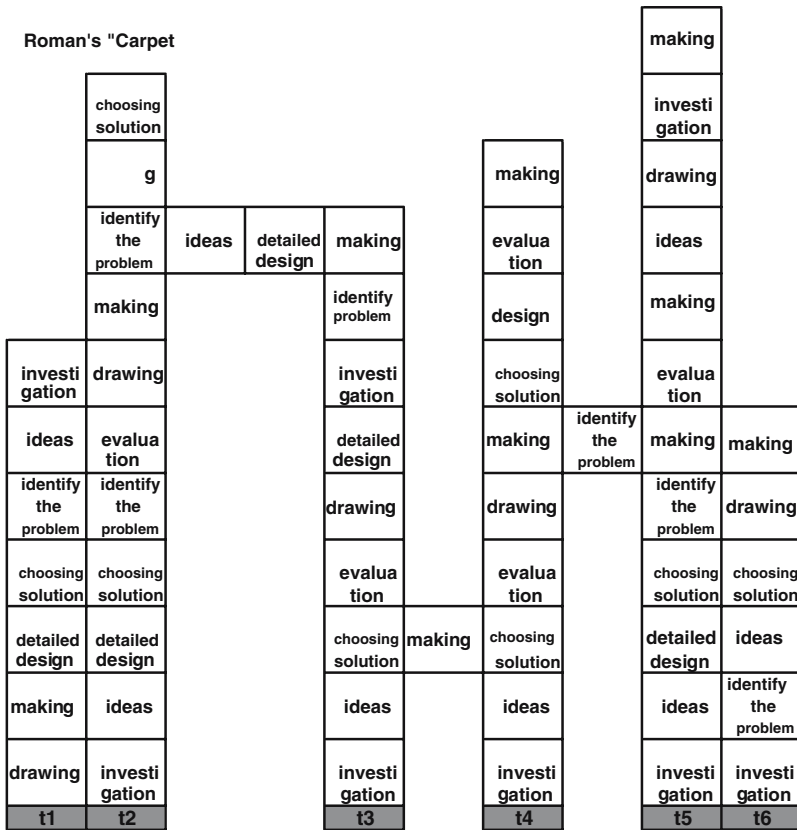 Roman's "Carpet
making
choosing
solution
investi
gation
g
making
drawing
identify
the
problem
ideas
detailed
design
making
evalua
tion
ideas
making
identify
problem
design
making
investi
gation
drawing
investi
gation
choosing
solution
evalua
tion
ideas
evalua
tion
detailed
design
making
identify
the
problem
making
making
identify
the
problem
identify
the
problem
drawing
drawing
identify
the
problem
drawing
choosing
solution
choosing
solution
evalua
tion
evalua
tion
choosing
solution
choosing
solution
detailed
design
detailed
design
choosing
solution
making
choosing
solution
detailed
design
ideas
making
ideas
ideas
ideas
ideas
identify
the
problem
drawing
investi
gation
investi
gation
investi
gation
investi
gation
investi
gation
t1
t2
t3
t4
t5
t6